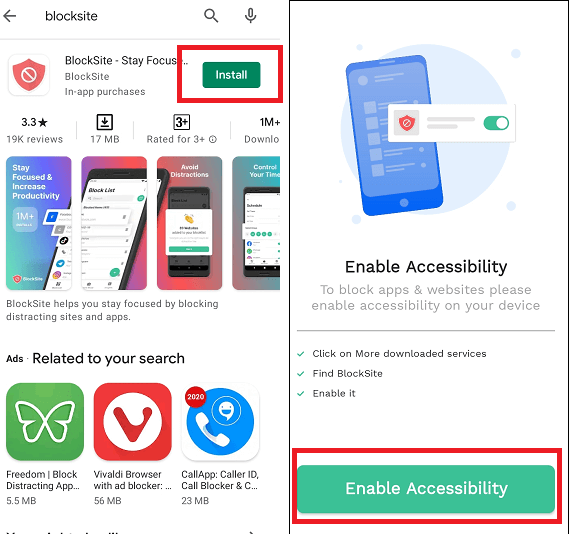 blocksite
BlockSite - Stay Focuse..
BlockSite
In-app purchases
Install
3.3★
19K reviews
17 MB
3+
Rated for 3+
1M+
Downlo
Stay
Focused &
Increase
Productivity
1M+
INSTALLS
BlockSite
Block List
Avoid
Distractions
Control
Your Time
Schedule
BlockSite helps you stay focused by blocking
distracting sites and apps.
Ads · Related to your search
2020
Freedom | Block
Distracting App...
5.5 MB
Vivaldi Browser
with ad blocker: ...
56 MB
CallApp: Caller ID,
Call Blocker & C...
23 MB
Enable Accessibility
To block apps & websites please
enable accessibility on your device
Click on More downloaded services
Find BlockSite
Enable it
Enable Accessibility